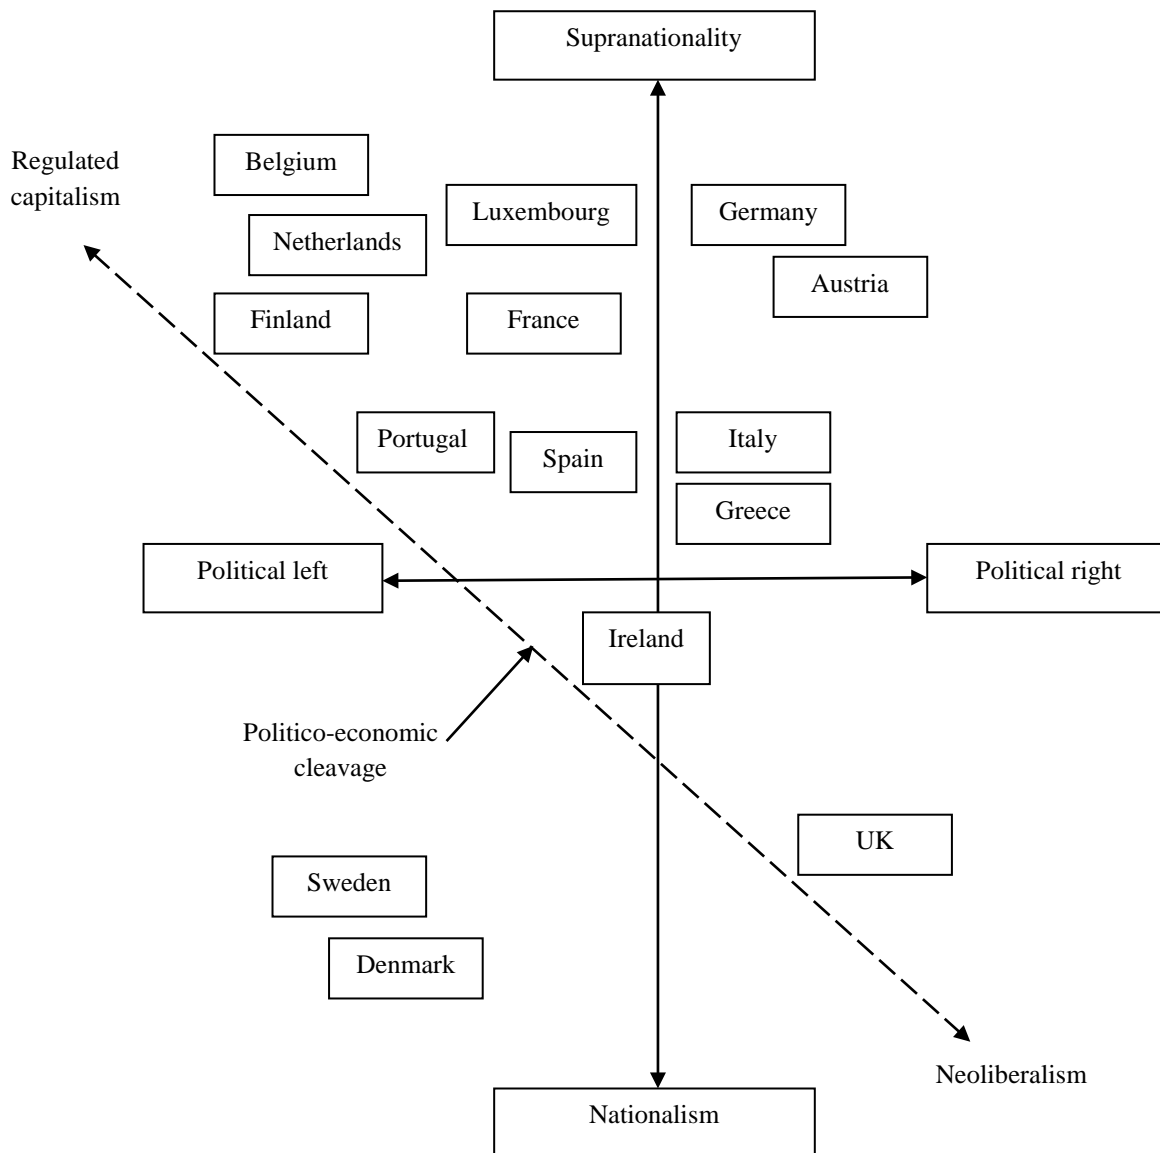 Supranationality
Belgium
Regulated
capitalism
Luxembourg
Germany
Netherlands
Austria
Finland
France
Portugal
Italy
Spain
Greece
Political left
Political right
Ireland
Politico-economic
cleavage
UK
Sweden
Denmark
Neoliberalism
Nationalism